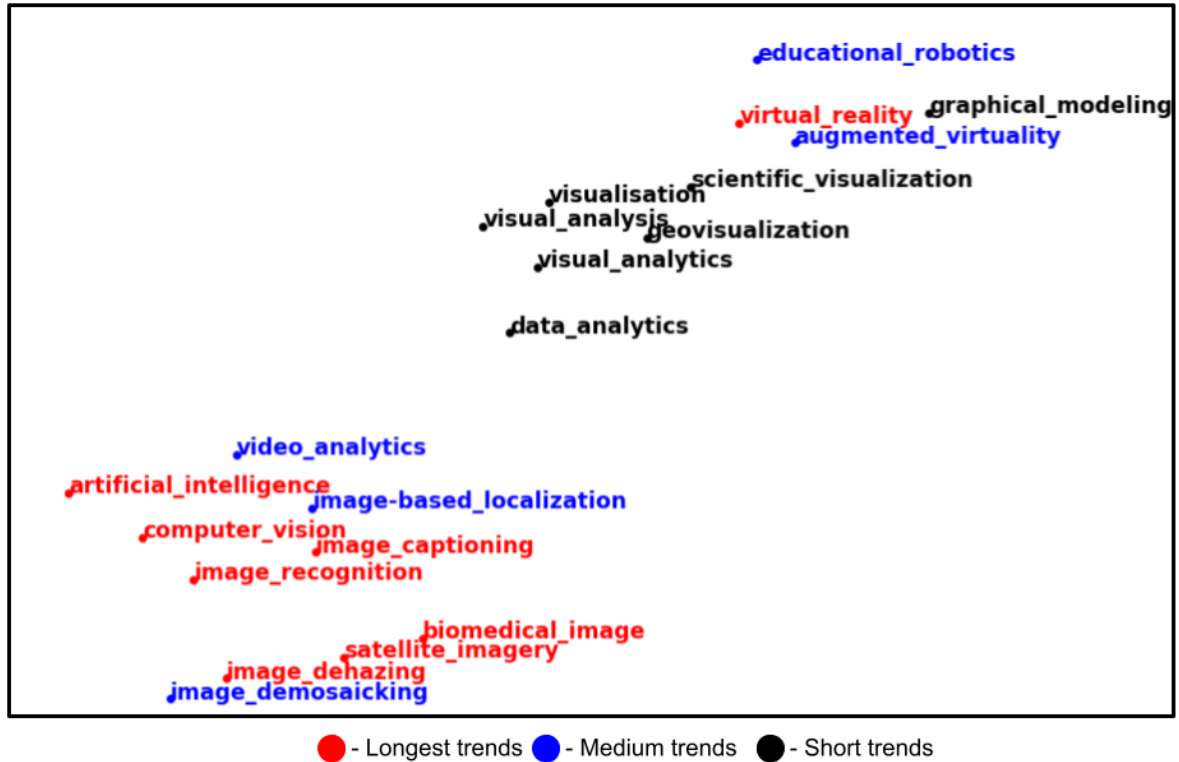 educational_robotics
graphical_modeling
virtual_reality
augmented_virtuality
scientific_visualization
visualisation
visual_analysis
geovisualization
visual_analytics
data_analytics
video_analytics
artificial_intelligence
image-based_localization
computer_vision
image_captioning
image_recognition
biomedical_image
satellite_imagery
image_dehazing
image_demosaicking
- Longest trends - Medium trends - Short trends